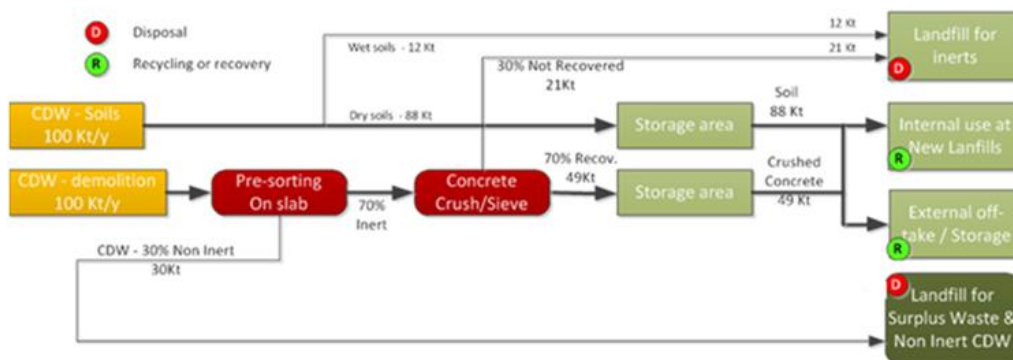 D Disposal
R Recycling or recovery
Wet soils - 12 Kt
12 Kt
21 Kt
Landfill for
inerts
D
30% Not Recovered
21Kt
CDW - Soils
100 Kt/y
Dry soils - 88 Kt
Storage area
Soil
88 Kt
Internal use at
New Lanfills
R
CDW - demolition
100 Kt/y
Pre-sorting
On slab
70%
Inert
Concrete
Crush/Sieve
70% Recov.
49Kt
Storage area
Crushed
Concrete
49 Kt
External off-
take / Storage
R
CDW - 30% Non Inert
30Kt
D
Landfill for
Surplus Waste &
Non Inert CDW